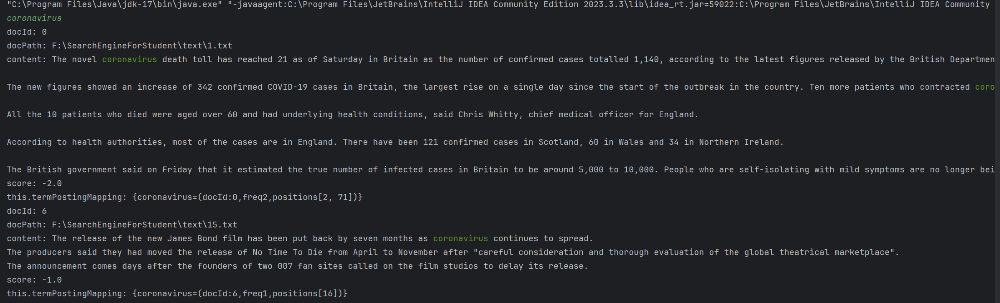 "C:\Program Files\Java\jdk-17\bin\java.exe" "-javaagent:C:\Program Files\JetBrains\IntelliJ IDEA Community Edition 2023.3.3\lib\idea_rt.jar=59022:C:\Program Files\JetBrains\IntelliJ IDEA Community
coronavirus
docId: 0
docPath: F:\SearchEngineForStudent\text\1.txt
content: The novel coronavirus death toll has reached 21 as of Saturday in Britain as the number of confirmed cases totalled 1,140, according to the latest figures released by the British Departmen
The new figures showed an increase of 342 confirmed COVID-19 cases in Britain, the largest rise on a single day since the start of the outbreak in the country. Ten more patients who contracted coro
All the 10 patients who died were aged over 60 and had underlying health conditions, said Chris Whitty, chief medical officer for England.
According to health authorities, most of the cases are in England. There have been 121 confirmed cases in Scotland, 60 in Wales and 34 in Northern Ireland.
The British government said on Friday that it estimated the true number of infected cases in Britain to be around 5,000 to 10,000. People who are self-isolating with mild symptoms are no longer bei
score: -2.0
this.termPostingMapping: {coronavirus=(docId:0,freq2,positions[2, 71])}
docId: 6
docPath: F:\SearchEngineForStudent\text\15.txt
content: The release of the new James Bond film has been put back by seven months as coronavirus continues to spread.
The producers said they had moved the release of No Time To Die from April to November after "careful consideration and thorough evaluation of the global theatrical marketplace".
The announcement comes days after the founders of two 007 fan sites called on the film studios to delay its release.
score: -1.0
this.termPostingMapping: {coronavirus=(docId:6,freq1,positions[16])}